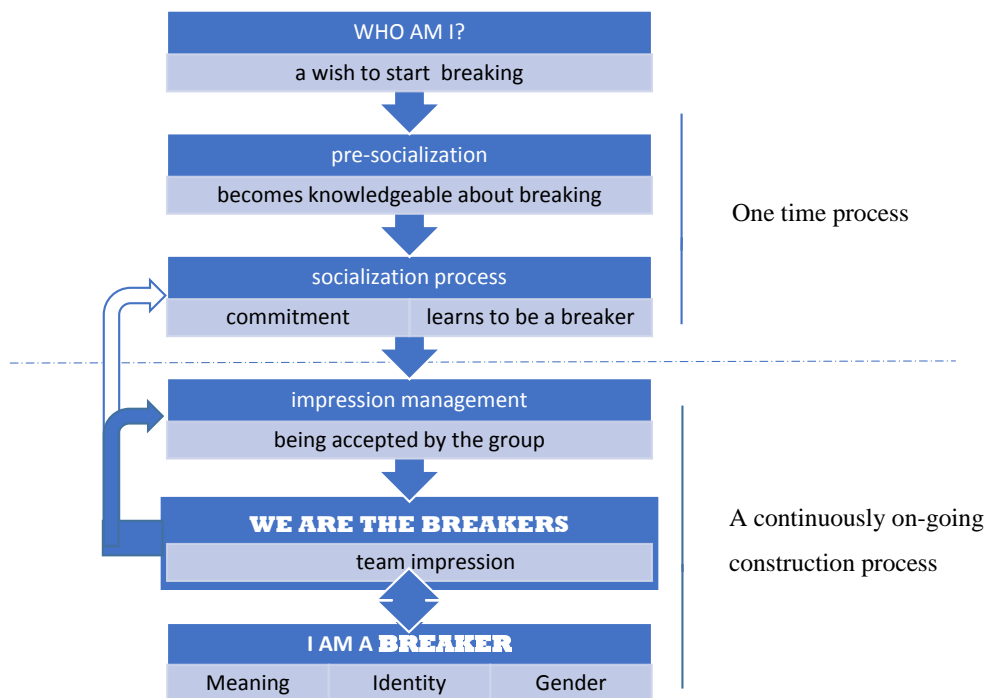 WHO AM I?
a wish to start breaking
pre-socialization
becomes knowledgeable about breaking
One time process
socialization process
commitment
learns to be a breaker
impression management
being accepted by the group
WE ARE THE BREAKERS
team impression
A continuously on-going
construction process
I AM A BREAKER
Meaning
Identity
Gender